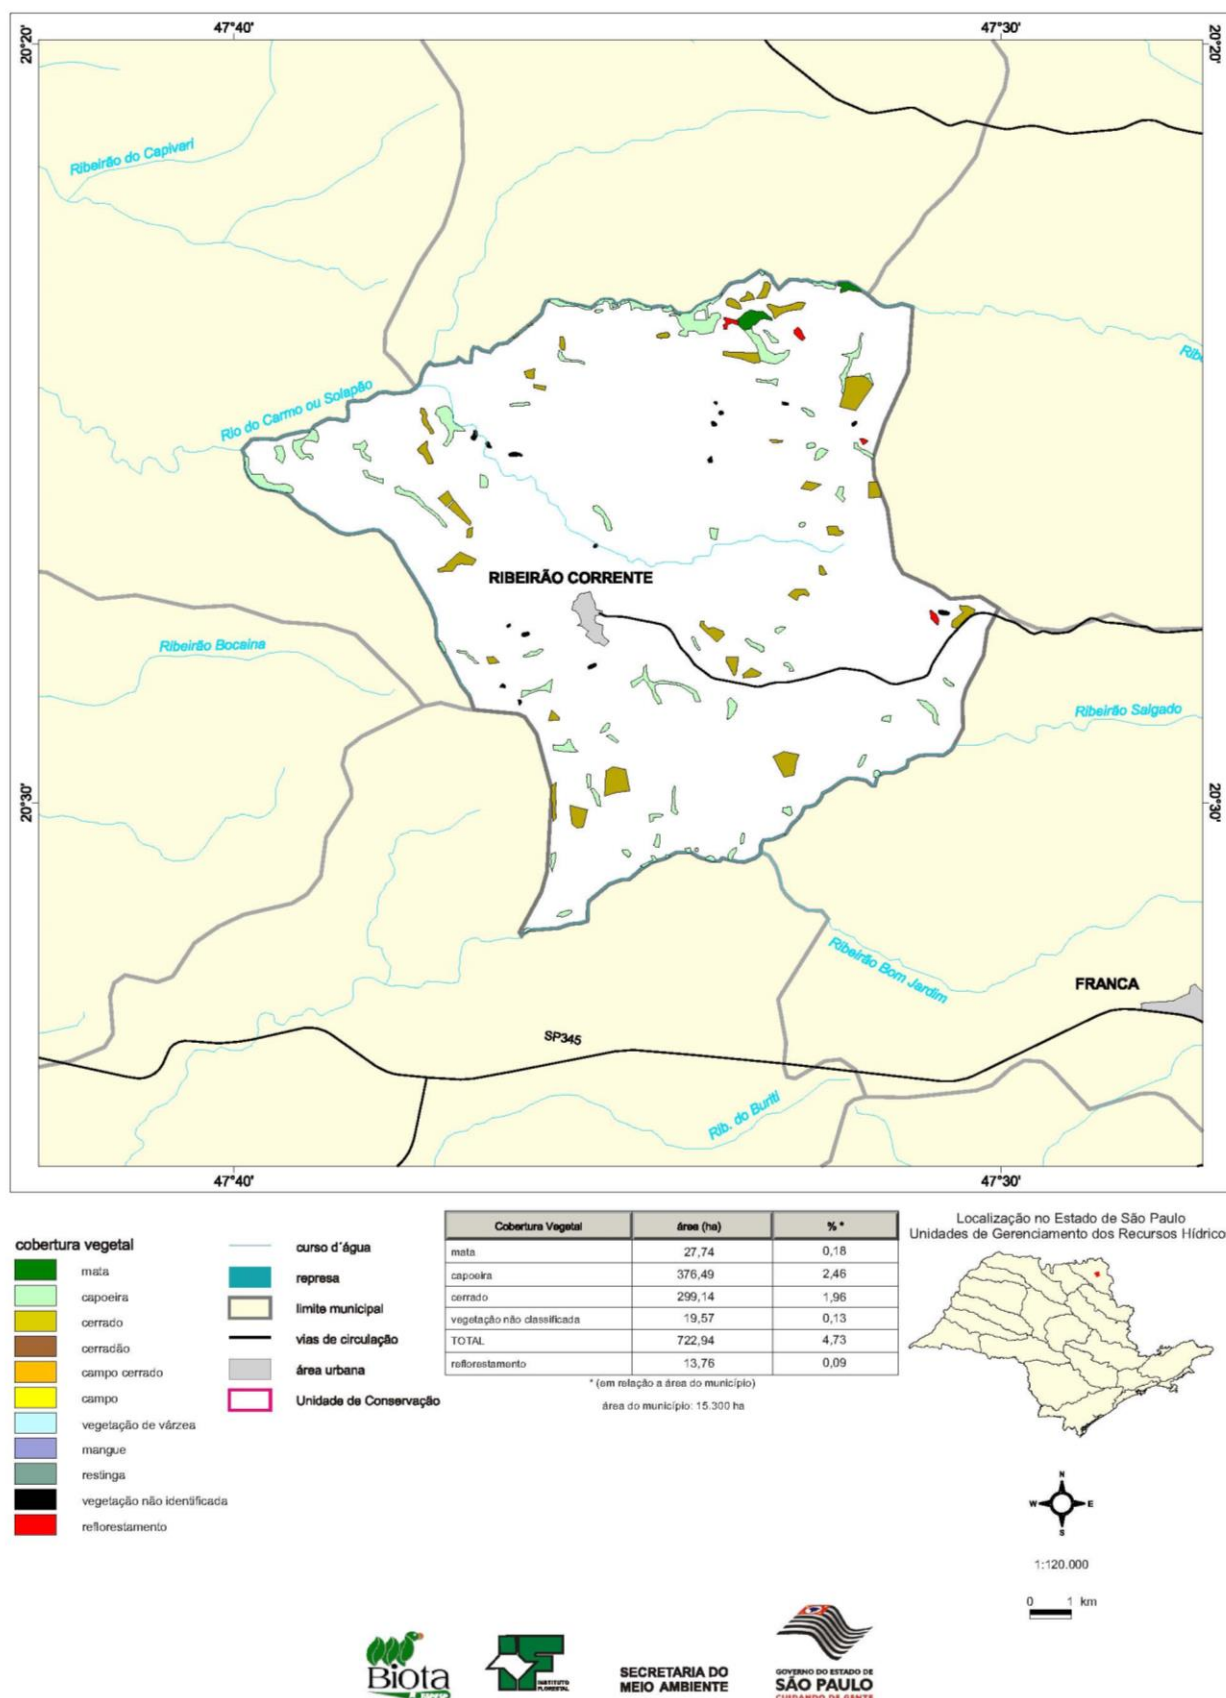 47°40'
47°30'
20°20'
20°20'
Ribeirão do Capivari
Rio do Carmo ou Solapão
RIBEIRÃO CORRENTE
Ribeirão Bocaina
Ribeirão Salgado
20°30'
20°30'
Ribeirão Bom Jardim
FRANCA
SP345
Rib. do Buriti
47°40'
47°30'
cobertura vegetal
mata
capoeira
cerrado
cerradão
campo cerrado
campo
vegetação de várzea
mangue
restinga
vegetação não identificada
reflorestamento
curso d´água
represa
limite municipal
vias de circulação
área urbana
Unidade de Conservação
Cobertura Vegetal área (ha) % *
mata 27,74 0,18
capoeira 376,49 2,46
cerrado 299,14 1,96
vegetação não classificada 19,57 0,13
TOTAL 722,94 4,73
reflorestamento 13,76 0,09
* (em relação a área do município)
área do município: 15.300 ha
Localização no Estado de São Paulo
Unidades de Gerenciamento dos Recursos Hídrico
N
W E
S
1:120.000
0 1 km
Biota
INSTITUTO
FLORESTAL
SECRETARIA DO
MEIO AMBIENTE
GOVERNO DO ESTADO DE
SÃO PAULO
CUIDANDO DE GENTE